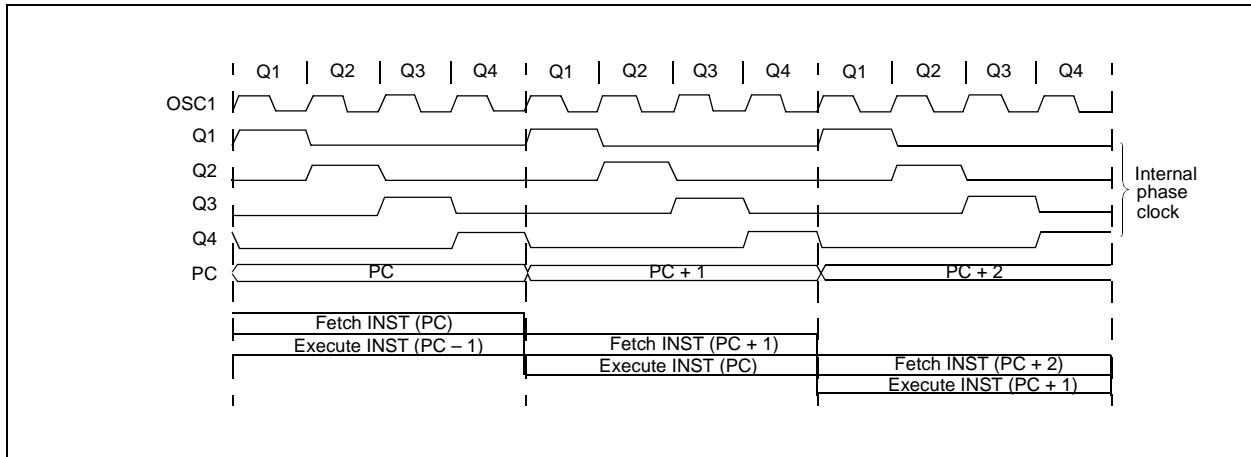 Q1 Q2 Q3 Q4 Q1 Q2 Q3 Q4 Q1 Q2 Q3 Q4
OSC1
Q1
Q2
Q3
Q4
Internal
phase
clock
PC PC PC + 1 PC + 2
Fetch INST (PC)
Execute INST (PC – 1) Fetch INST (PC + 1)
Execute INST (PC) Fetch INST (PC + 2)
Execute INST (PC + 1)